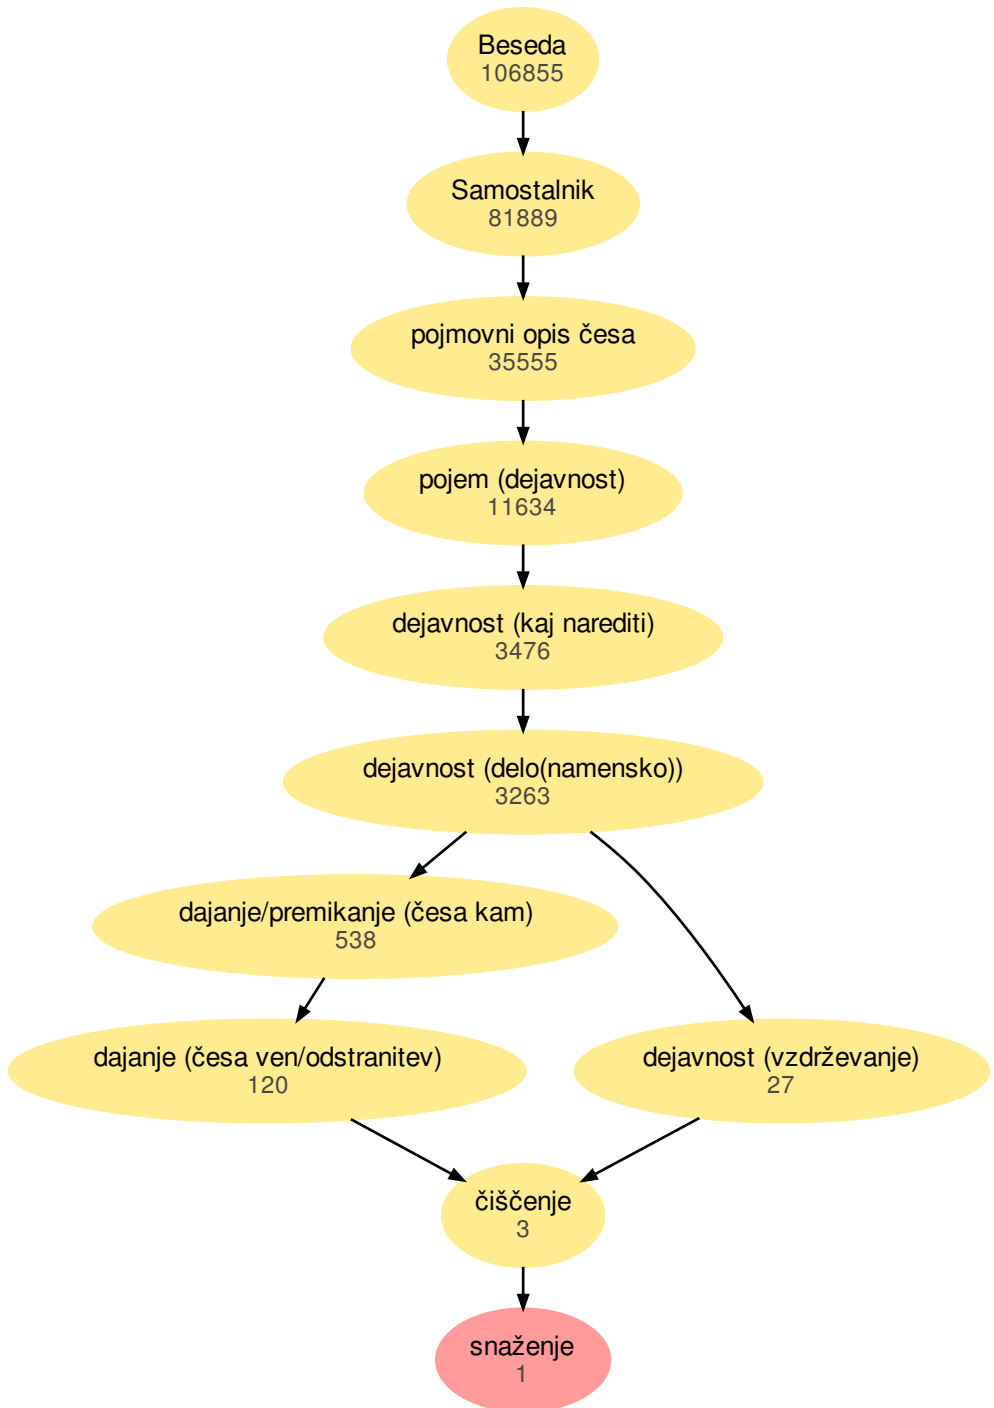 Beseda
106855
Samostalnik
81889
pojmovni opis česa
35555
pojem (dejavnost)
11634
dejavnost (kaj narediti)
3476
dejavnost (delo(namensko))
3263
dajanje/premikanje (česa kam)
538
dajanje (česa ven/odstranitev)
120
dejavnost (vzdrževanje)
27
čiščenje
3
snaženje
1